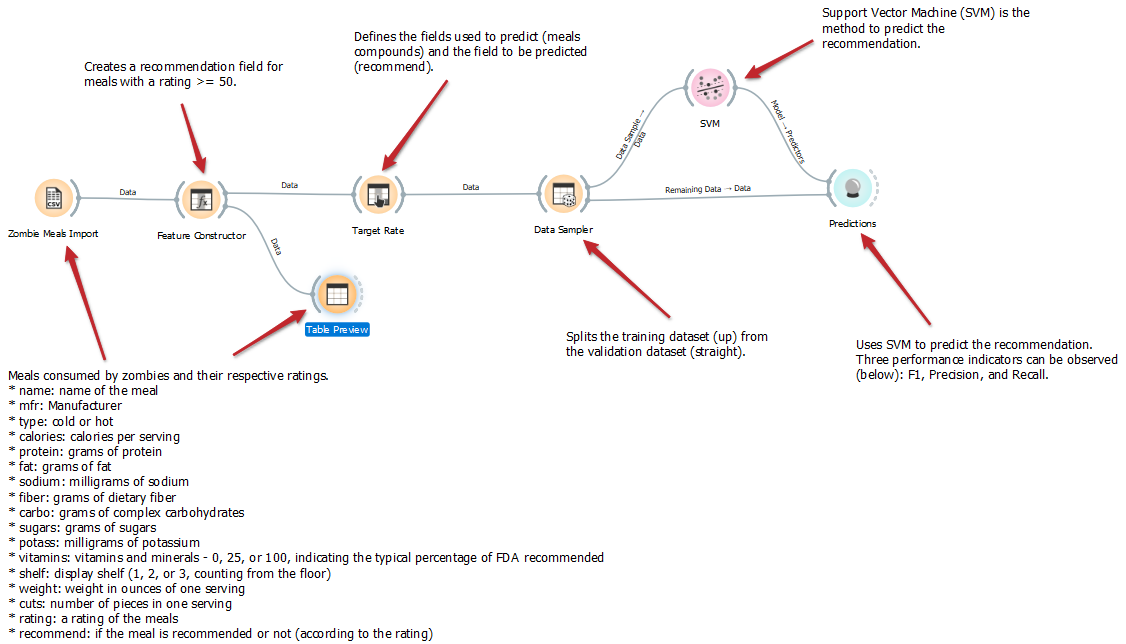 Support Vector Machine (SVM) is the
method to predict the
recommendation.
Defines the fields used to predict (meals
compounds) and the field to be predicted
(recommend).
Creates a recommendation field for
meals with a rating >= 50.
SVM
Data Sample →
Data
Model → Predictors
CSV
Data
Data
Data
Remaining Data → Data
Zombie Meals Import
Feature Constructor
Target Rate
Data Sampler
Predictions
Data
Table Preview
Splits the training dataset (up) from
the validation dataset (straight).
Uses SVM to predict the recommendation.
Three performance indicators can be observed
(below): F1, Precision, and Recall.
Meals consumed by zombies and their respective ratings.
* name: name of the meal
* mfr: Manufacturer
* type: cold or hot
* calories: calories per serving
* protein: grams of protein
* fat: grams of fat
* sodium: milligrams of sodium
* fiber: grams of dietary fiber
* carbo: grams of complex carbohydrates
* sugars: grams of sugars
* potass: milligrams of potassium
* vitamins: vitamins and minerals - 0, 25, or 100, indicating the typical percentage of FDA recommended
* shelf: display shelf (1, 2, or 3, counting from the floor)
* weight: weight in ounces of one serving
* cuts: number of pieces in one serving
* rating: a rating of the meals
* recommend: if the meal is recommended or not (according to the rating)